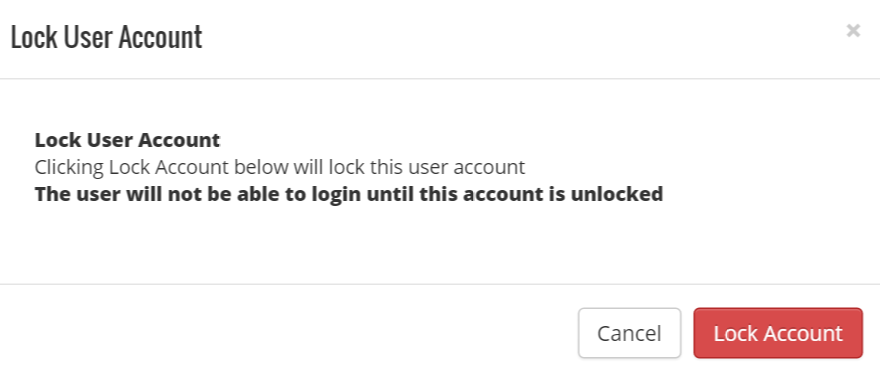 Lock User Account
×
Lock User Account
Clicking Lock Account below will lock this user account
The user will not be able to login until this account is unlocked
Cancel
Lock Account